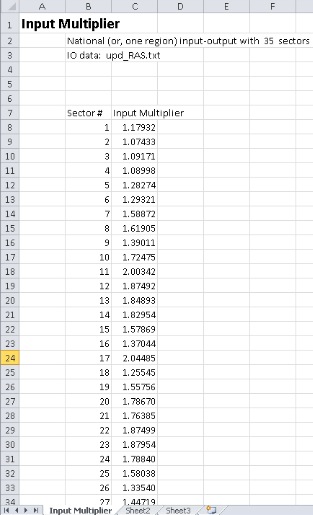 A B C D E F
1 Input Multiplier
2 National (or, one region) input-output with 35 sectors
3 IO data: upd_RAS.txt
4
5
6
7 Sector # Input Multiplier
8 1 1.17932
9 2 1.07433
10 3 1.09171
11 4 1.08998
12 5 1.28274
13 6 1.29321
14 7 1.58872
15 8 1.61905
16 9 1.39011
17 10 1.72475
18 11 2.00342
19 12 1.87492
20 13 1.84893
21 14 1.82954
22 15 1.57869
23 16 1.37044
24 17 2.04485
25 18 1.25545
26 19 1.55756
27 20 1.78670
28 21 1.76385
29 22 1.87499
30 23 1.87954
31 24 1.78840
32 25 1.58038
33 26 1.33540
34 27 1.44719
Input Multiplier Sheet2 Sheet3